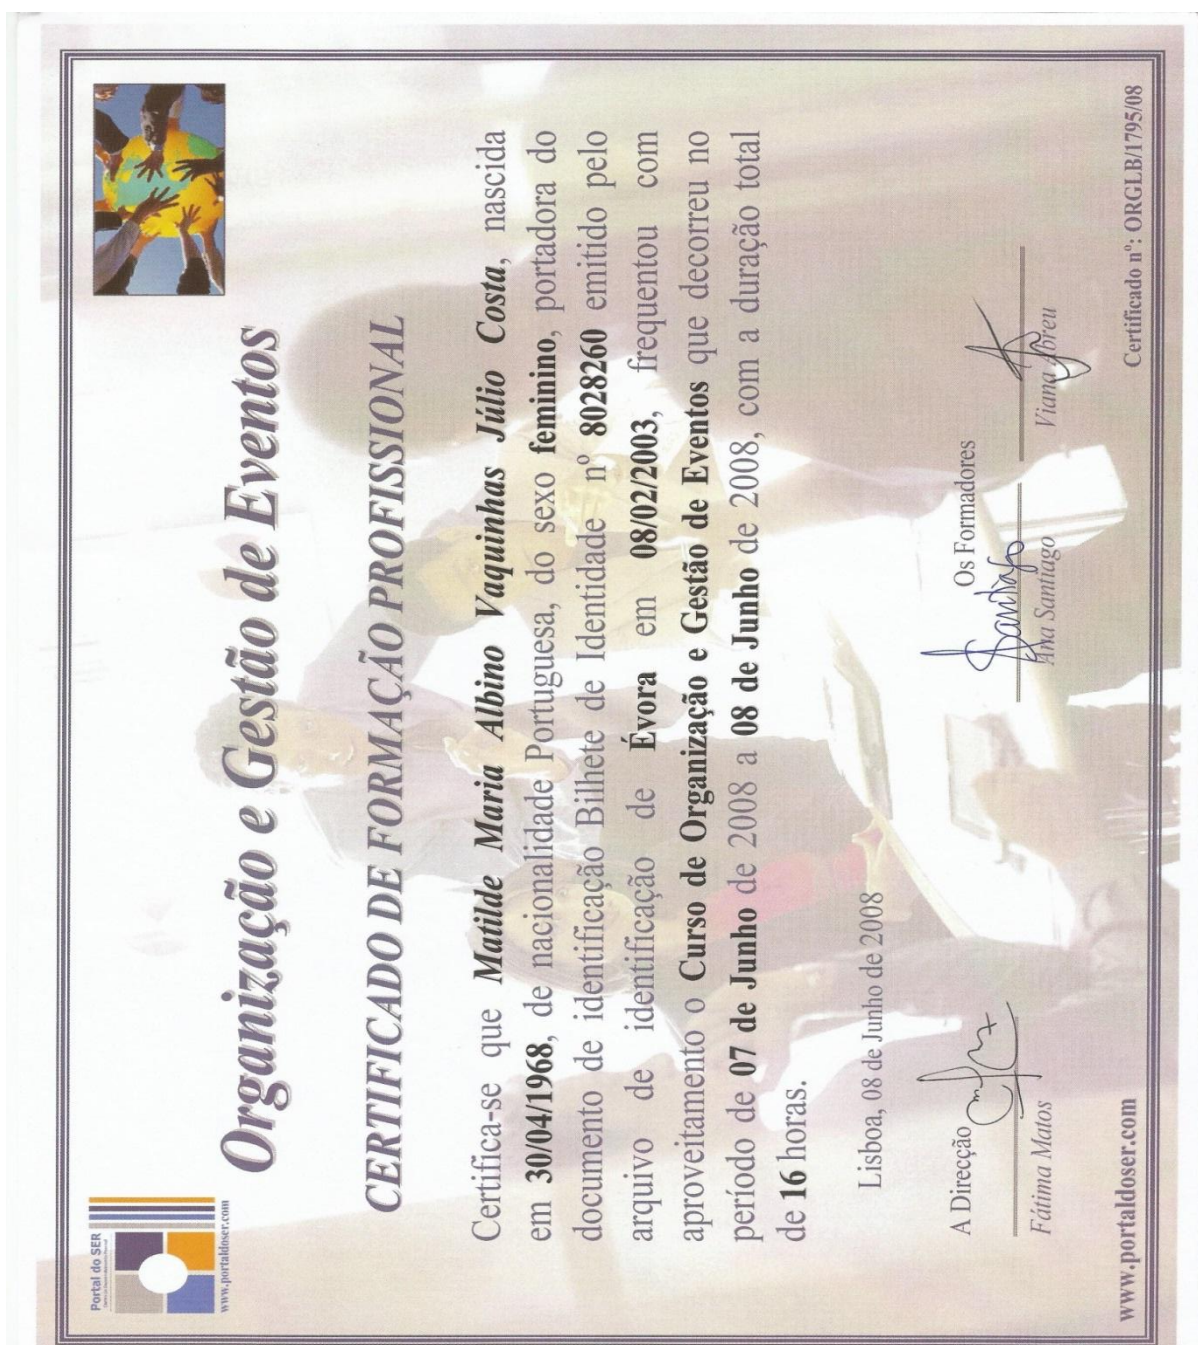 Portal do SER
www.portaldoser.com
Organização e Gestão de Eventos
CERTIFICADO DE FORMAÇÃO PROFISSIONAL
Certifica-se que Matilde Maria Albino Vaquinhas Júlio Costa, nascida
em 30/04/1968, de nacionalidade Portuguesa, do sexo feminino, portadora do
documento de identificação Bilhete de Identidade nº 8028260 emitido pelo
arquivo de identificação de Évora em 08/02/2003, frequentou com
aproveitamento o Curso de Organização e Gestão de Eventos que decorreu no
período de 07 de Junho de 2008 a 08 de Junho de 2008, com a duração total
de 16 horas.
Lisboa, 08 de Junho de 2008
A Direcção
Os Formadores
Santiago
Fátima Matos
Ana Santiago
Viana Abreu
www.portaldoser.com
Certificado nº: ORGLB/1795/08